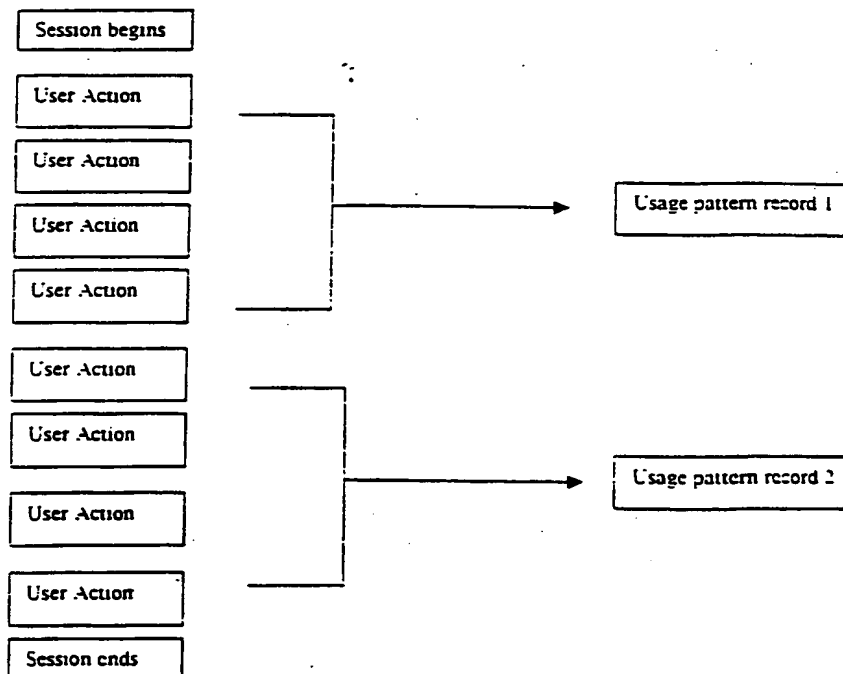 Session begins
User Action
User Action
User Action
User Action
Usage pattern record 1
User Action
User Action
User Action
User Action
Usage pattern record 2
Session ends